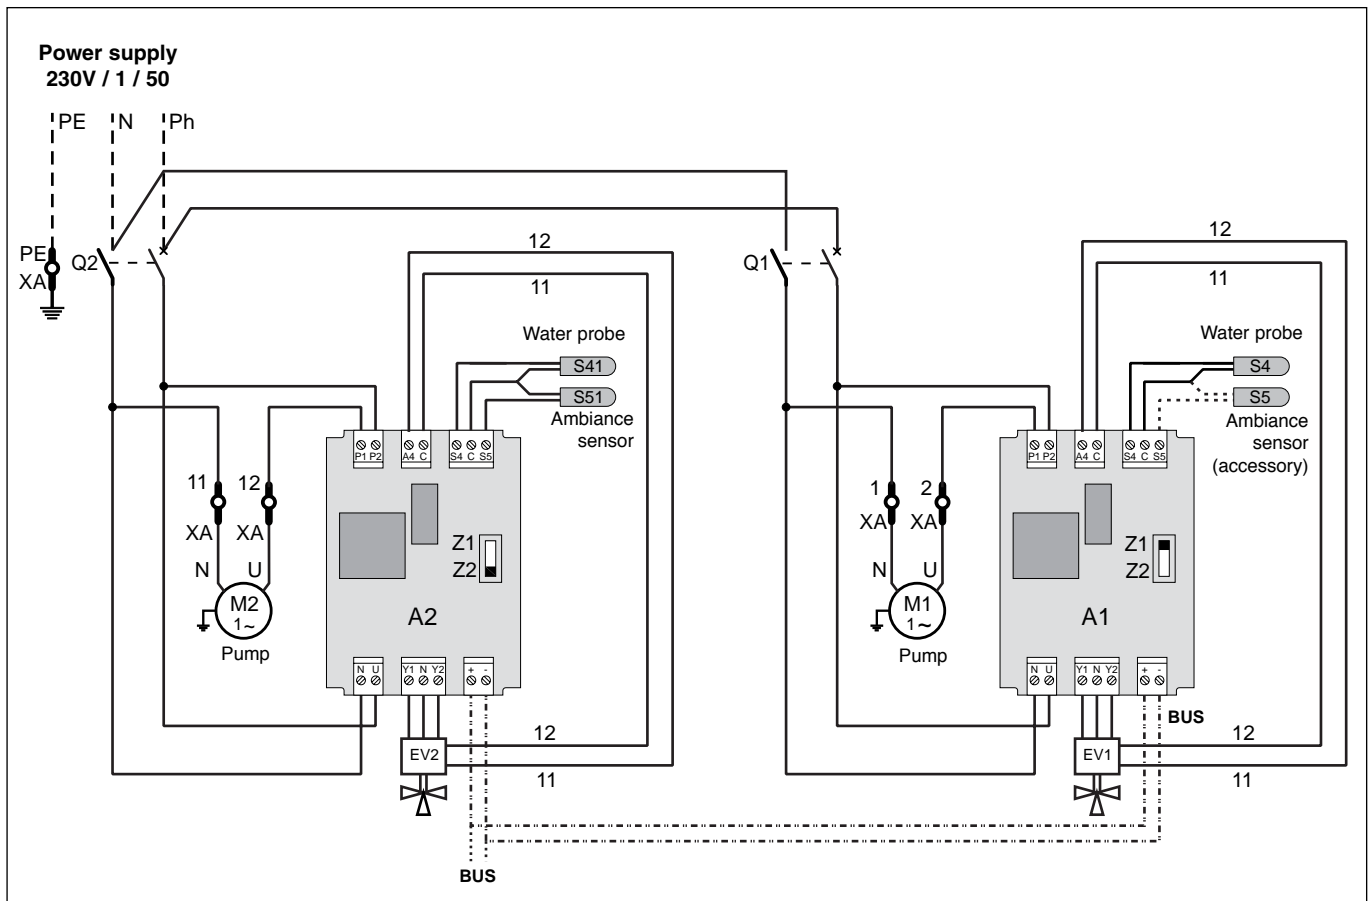 Power supply
230V / 1 / 50
PE N Ph
PE
XA
Q2
Q1
12
11
12
11
Water probe
S41
S51
Ambiance
sensor
Water probe
S4
S5
Ambiance
sensor
(accessory)
P1 P2 A4 C S4 C S5
P1 P2 A4 C S4 C S5
11 12
XA XA
N U
M2
1~
Pump
Z1
Z2
A2
N U Y1 N Y2 + -
1 2
XA XA
N U
M1
1~
Pump
Z1
Z2
A1
N U Y1 N Y2 + -
BUS
EV2
12
11
EV1
12
11
BUS